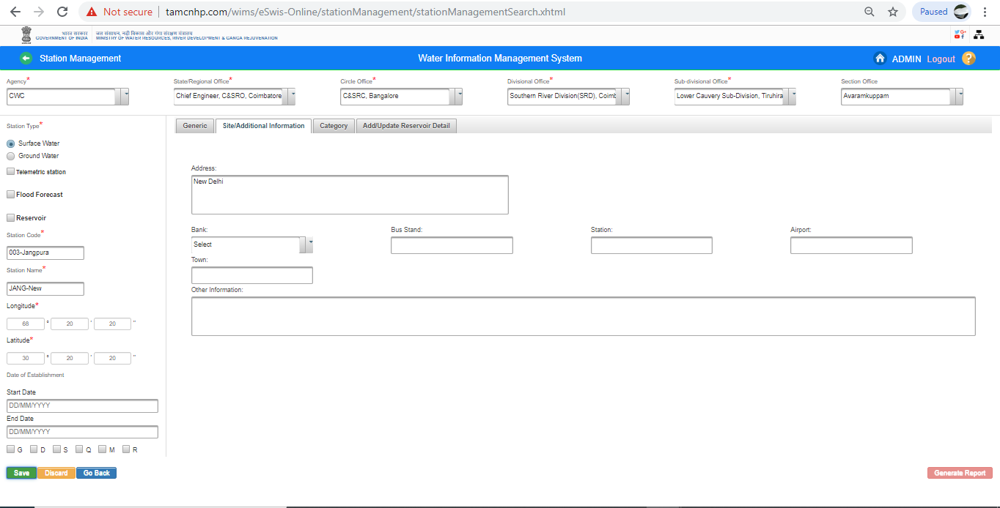 Not secure tamcnhp.com/wims/eSwis-Online/stationManagement/stationManagementSearch.xhtml Paused
भारत सरकार जल संसाधन, नदी विकास और गंगा संरक्षण मंत्रालय
GOVERNMENT OF INDIA MINISTRY OF WATER RESOURCES, RIVER DEVELOPMENT & GANGA REJUVENATION
Station Management Water Information Management System ADMIN Logout ?
Agency* State/Regional Office* Circle Office* Divisional Office* Sub-divisional Office* Section Office
CWC Chief Engineer, C&SRO, Coimbatore C&SRC, Bangalore Southern River Division(SRD), Coimb Lower Cauvery Sub-Division, Tiruhira Avaramkuppam
Station Type*
Surface Water
Ground Water
Telemetric station
Flood Forecast
Reservoir
Station Code*
003-Jangpura
Station Name*
JANG-New
Longitude*
68 ° 20 ' 20 "
Latitude*
30 ° 20 ' 20 "
Date of Establishment
Start Date
DD/MM/YYYY
End Date
DD/MM/YYYY
G D S Q M R
Generic Site/Additional Information Category Add/Update Reservoir Detail
Address:
New Delhi
Bank: Bus Stand: Station: Airport:
Select
Town:
Other Information:
Save Discard Go Back Generate Report